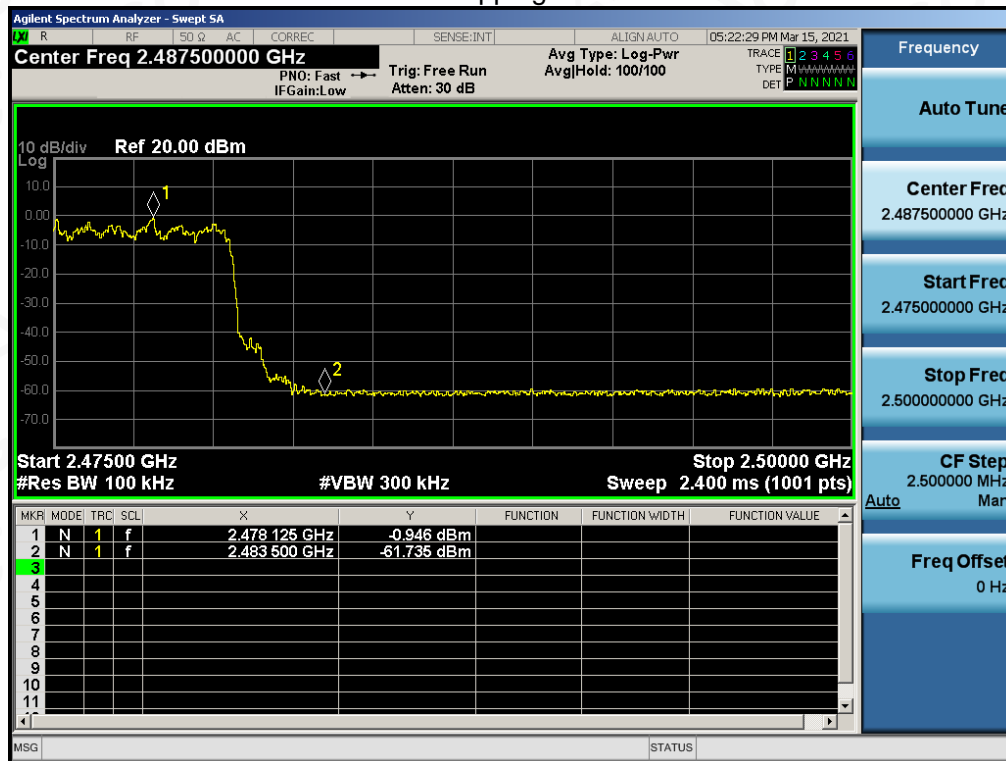 pping
Agilent Spectrum Analyzer - Swept SA
LXI R RF 50 Ω AC CORREC SENSE:INT ALIGN AUTO 05:22:29 PM Mar 15, 2021
Center Freq 2.487500000 GHz
PNO: Fast
IFGain:Low
Trig: Free Run
Atten: 30 dB
Avg Type: Log-Pwr
Avg|Hold: 100/100
TRACE 1 2 3 4 5 6
TYPE M
DET P N N N N N
Frequency
Auto Tune
Center Freq
2.487500000 GHz
Start Freq
2.475000000 GHz
Stop Freq
2.500000000 GHz
CF Step
2.500000 MHz
Auto Man
Freq Offset
0 Hz
10 dB/div Ref 20.00 dBm
Log
10.0
0.00
-10.0
-20.0
-30.0
-40.0
-50.0
-60.0
-70.0
1
2
Start 2.47500 GHz Stop 2.50000 GHz
#Res BW 100 kHz #VBW 300 kHz Sweep 2.400 ms (1001 pts)
MKR MODE TRC SCL X Y FUNCTION FUNCTION WIDTH FUNCTION VALUE
1 N 1 f 2.478 125 GHz -0.946 dBm
2 N 1 f 2.483 500 GHz -61.735 dBm
3
4
5
6
7
8
9
10
11
MSG STATUS